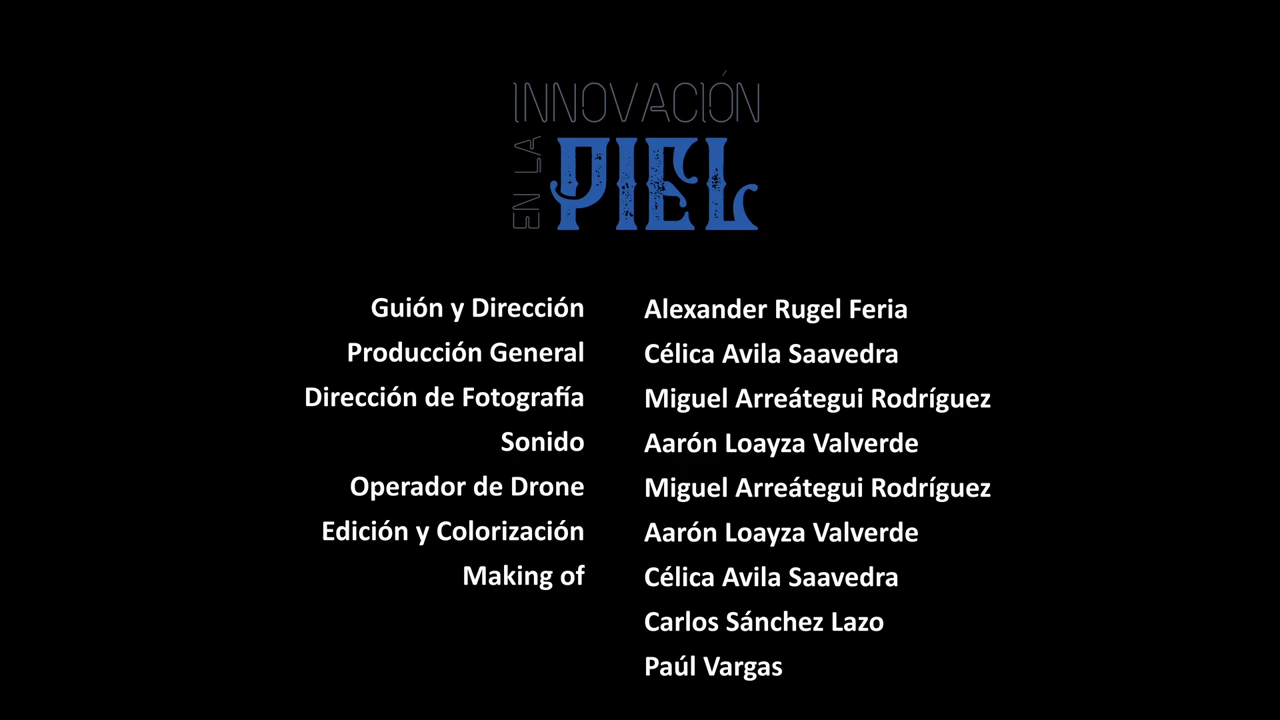 INNOVACIÓN
EN LA
PIEL
Guión y Dirección Alexander Rugel Feria
Producción General Célica Avila Saavedra
Dirección de Fotografía Miguel Arreátegui Rodríguez
Sonido Aarón Loayza Valverde
Operador de Drone Miguel Arreátegui Rodríguez
Edición y Colorización Aarón Loayza Valverde
Making of Célica Avila Saavedra
Carlos Sánchez Lazo
Paúl Vargas